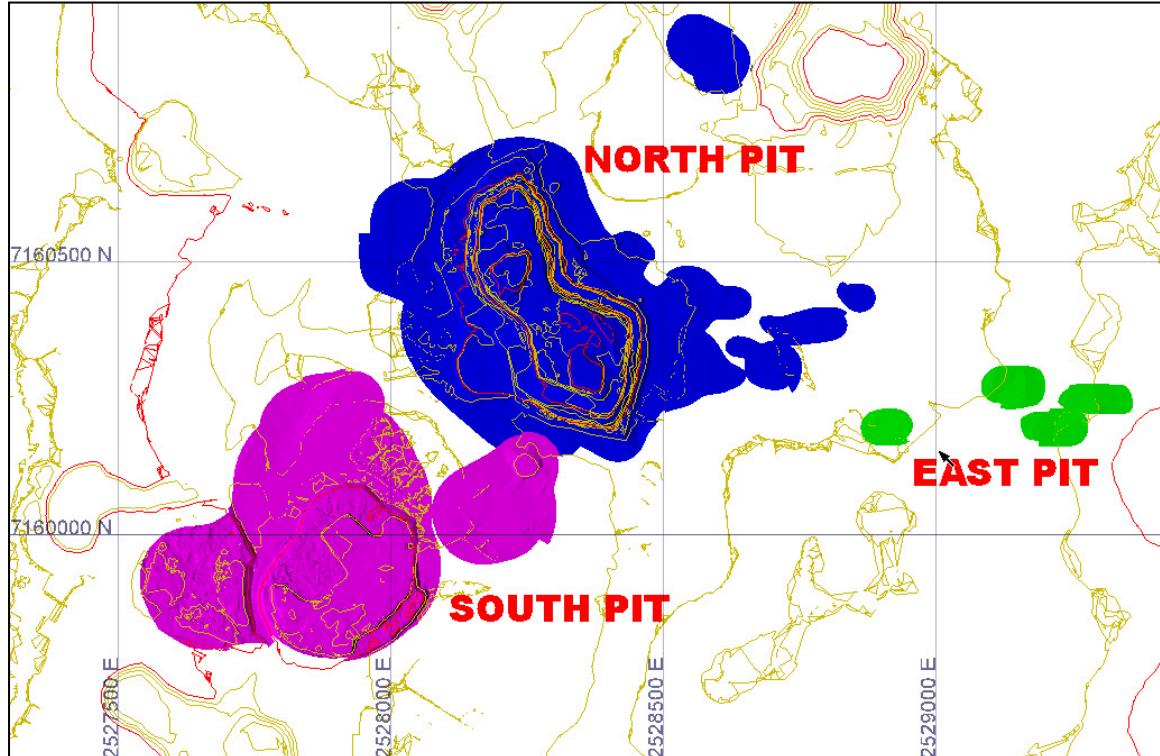 NORTH PIT
7160500 N
EAST PIT
7160000 N
SOUTH PIT
2527500 E
2528000 E
2528500 E
2529000 E